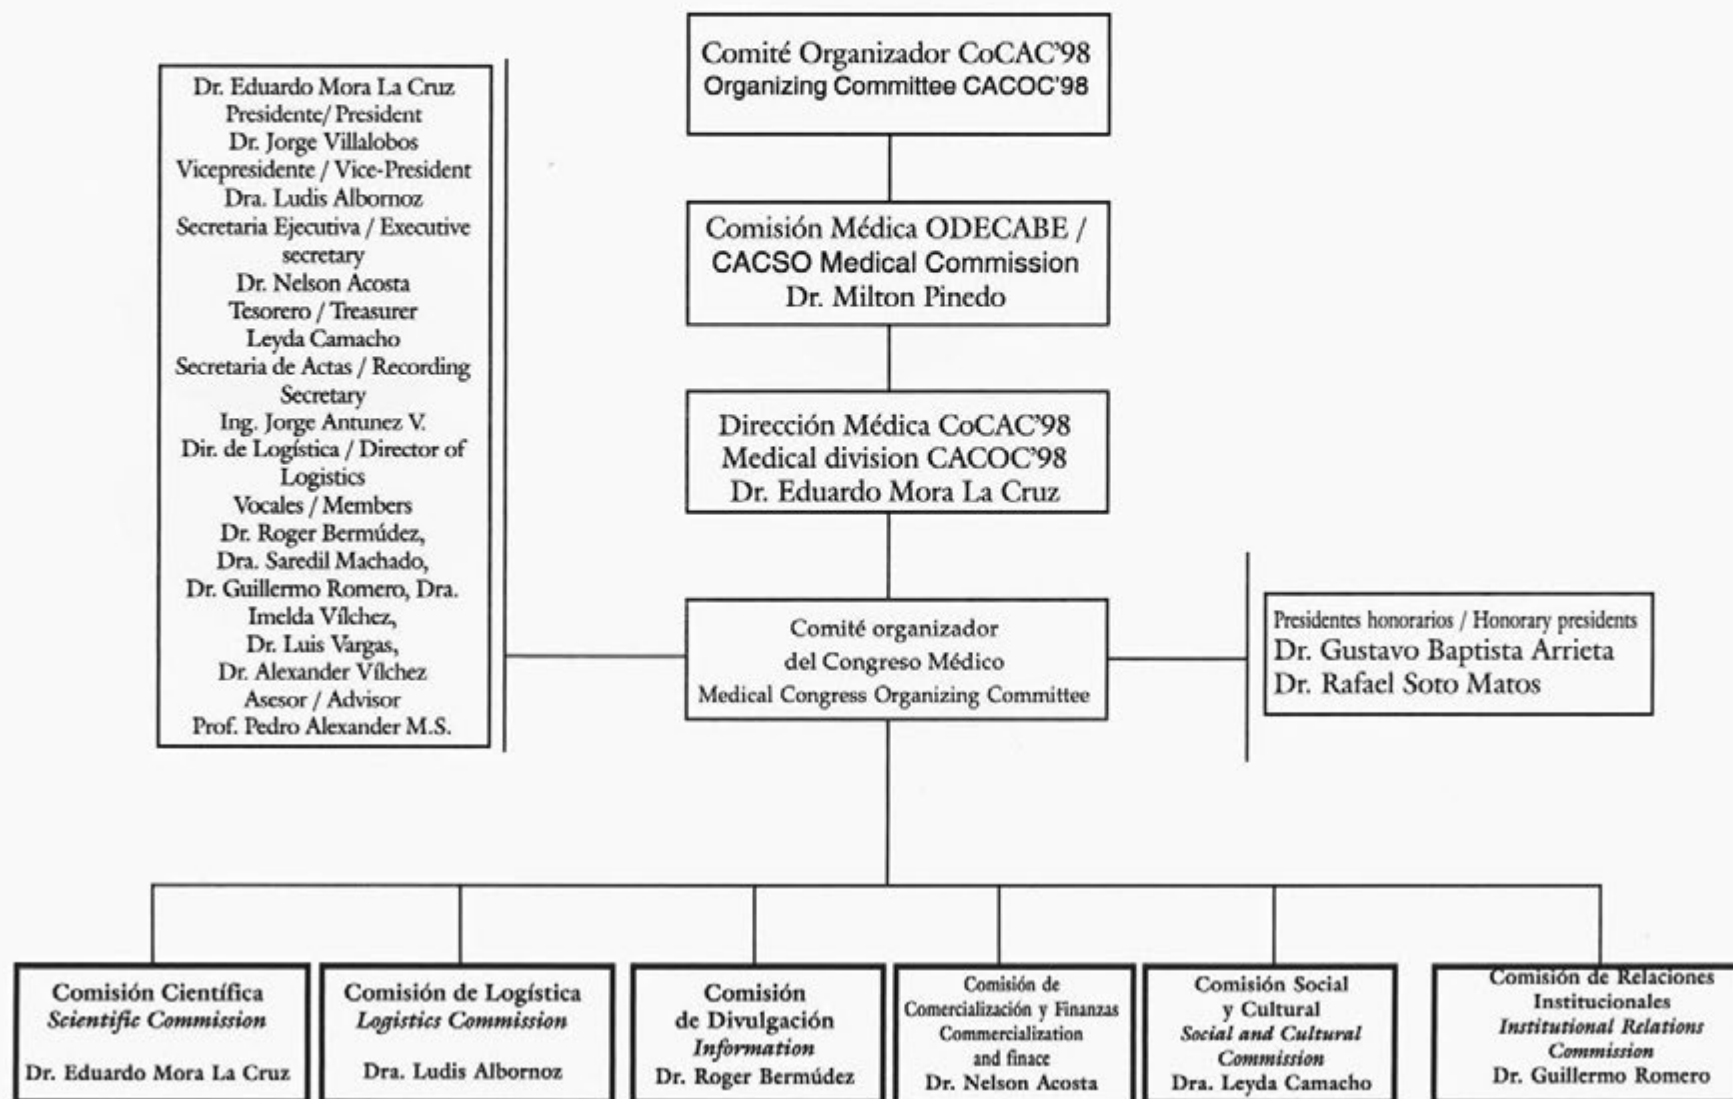 Comité Organizador CoCAC'98
Organizing Committee CACOC'98
Dr. Eduardo Mora La Cruz
Presidente/ President
Dr. Jorge Villalobos
Vicepresidente / Vice-President
Dra. Ludis Albornoz
Secretaria Ejecutiva / Executive
secretary
Dr. Nelson Acosta
Tesorero / Treasurer
Leyda Camacho
Secretaria de Actas / Recording
Secretary
Ing. Jorge Antunez V.
Dir. de Logística / Director of
Logistics
Vocales / Members
Dr. Roger Bermúdez,
Dra. Saredil Machado,
Dr. Guillermo Romero, Dra.
Imelda Vílchez,
Dr. Luis Vargas,
Dr. Alexander Vílchez
Asesor / Advisor
Prof. Pedro Alexander M.S.
Comisión Médica ODECABE /
CACSO Medical Commission
Dr. Milton Pinedo
Dirección Médica CoCAC'98
Medical division CACOC'98
Dr. Eduardo Mora La Cruz
Comité organizador
del Congreso Médico
Medical Congress Organizing Committee
Presidentes honorarios / Honorary presidents
Dr. Gustavo Baptista Arrieta
Dr. Rafael Soto Matos
Comisión Científica
Scientific Commission
Dr. Eduardo Mora La Cruz
Comisión de Logística
Logistics Commission
Dra. Ludis Albornoz
Comisión
de Divulgación
Information
Dr. Roger Bermúdez
Comisión de
Comercialización y Finanzas
Commercialization
and finace
Dr. Nelson Acosta
Comisión Social
y Cultural
Social and Cultural
Commission
Dra. Leyda Camacho
Comisión de Relaciones
Institucionales
Institutional Relations
Commission
Dr. Guillermo Romero